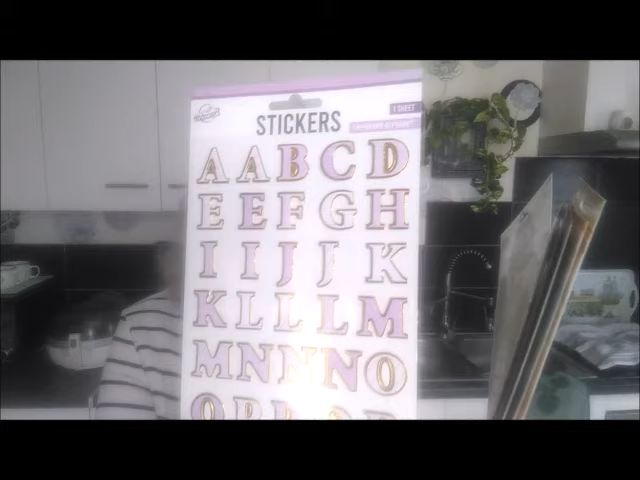 1 SHEET
STICKERS
A A B C D
E E F G H
I I J J K
K L L L M
M N N N O
O P P